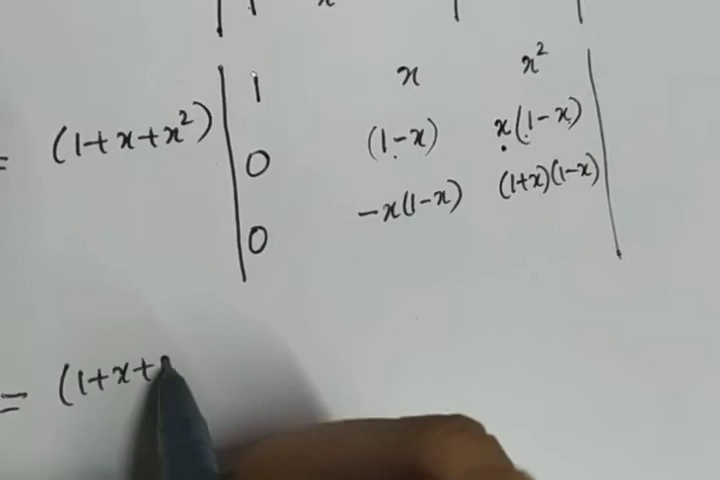 1 x x²
= (1+x+x²) 0 (1-x) x(1-x)
0 -x(1-x) (1+x)(1-x)
= (1+x+